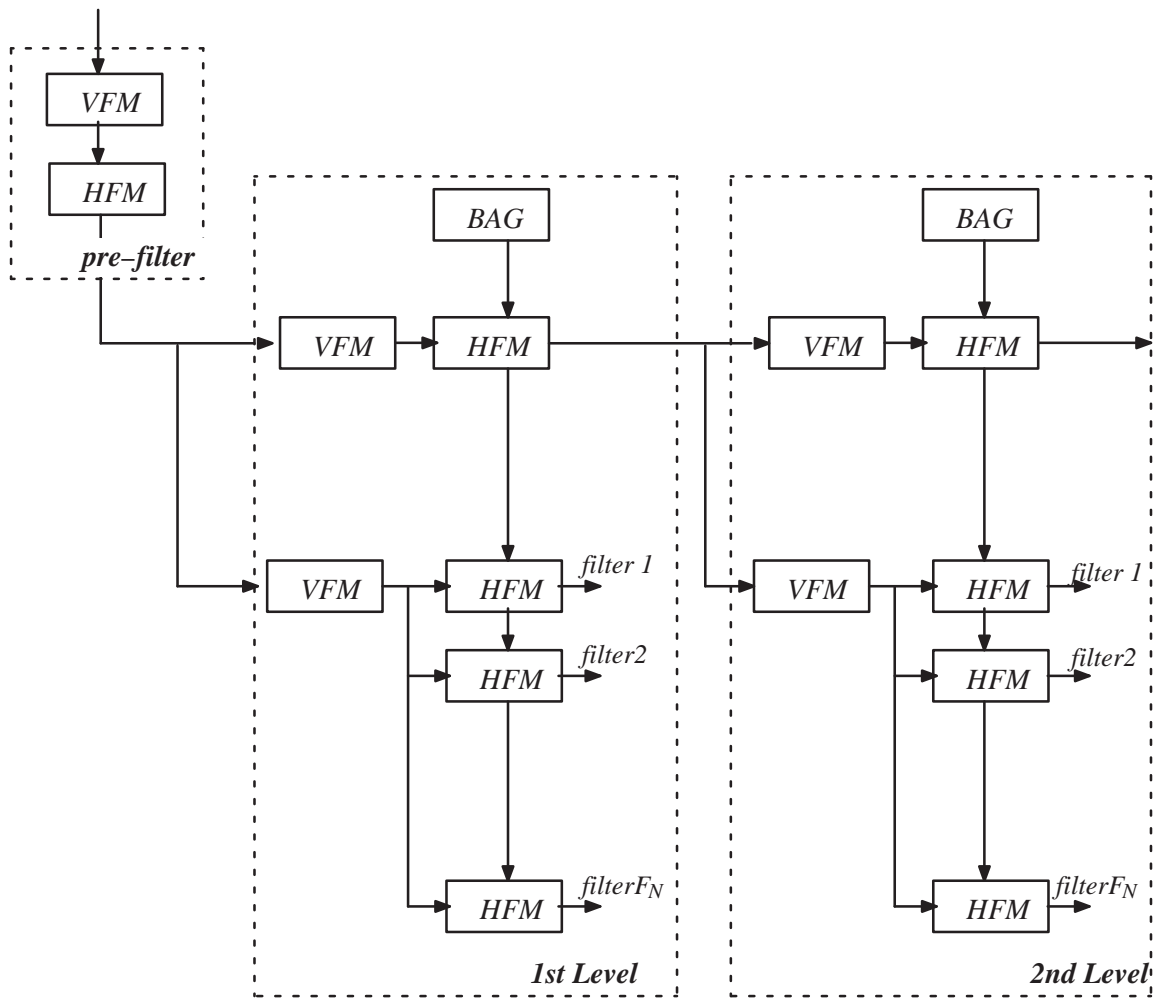 VFM
HFM
pre–filter
BAG
VFM
HFM
VFM
HFM
filter 1
HFM
filter2
HFM
filterF_N
1st Level
BAG
VFM
HFM
VFM
HFM
filter 1
HFM
filter2
HFM
filterF_N
2nd Level